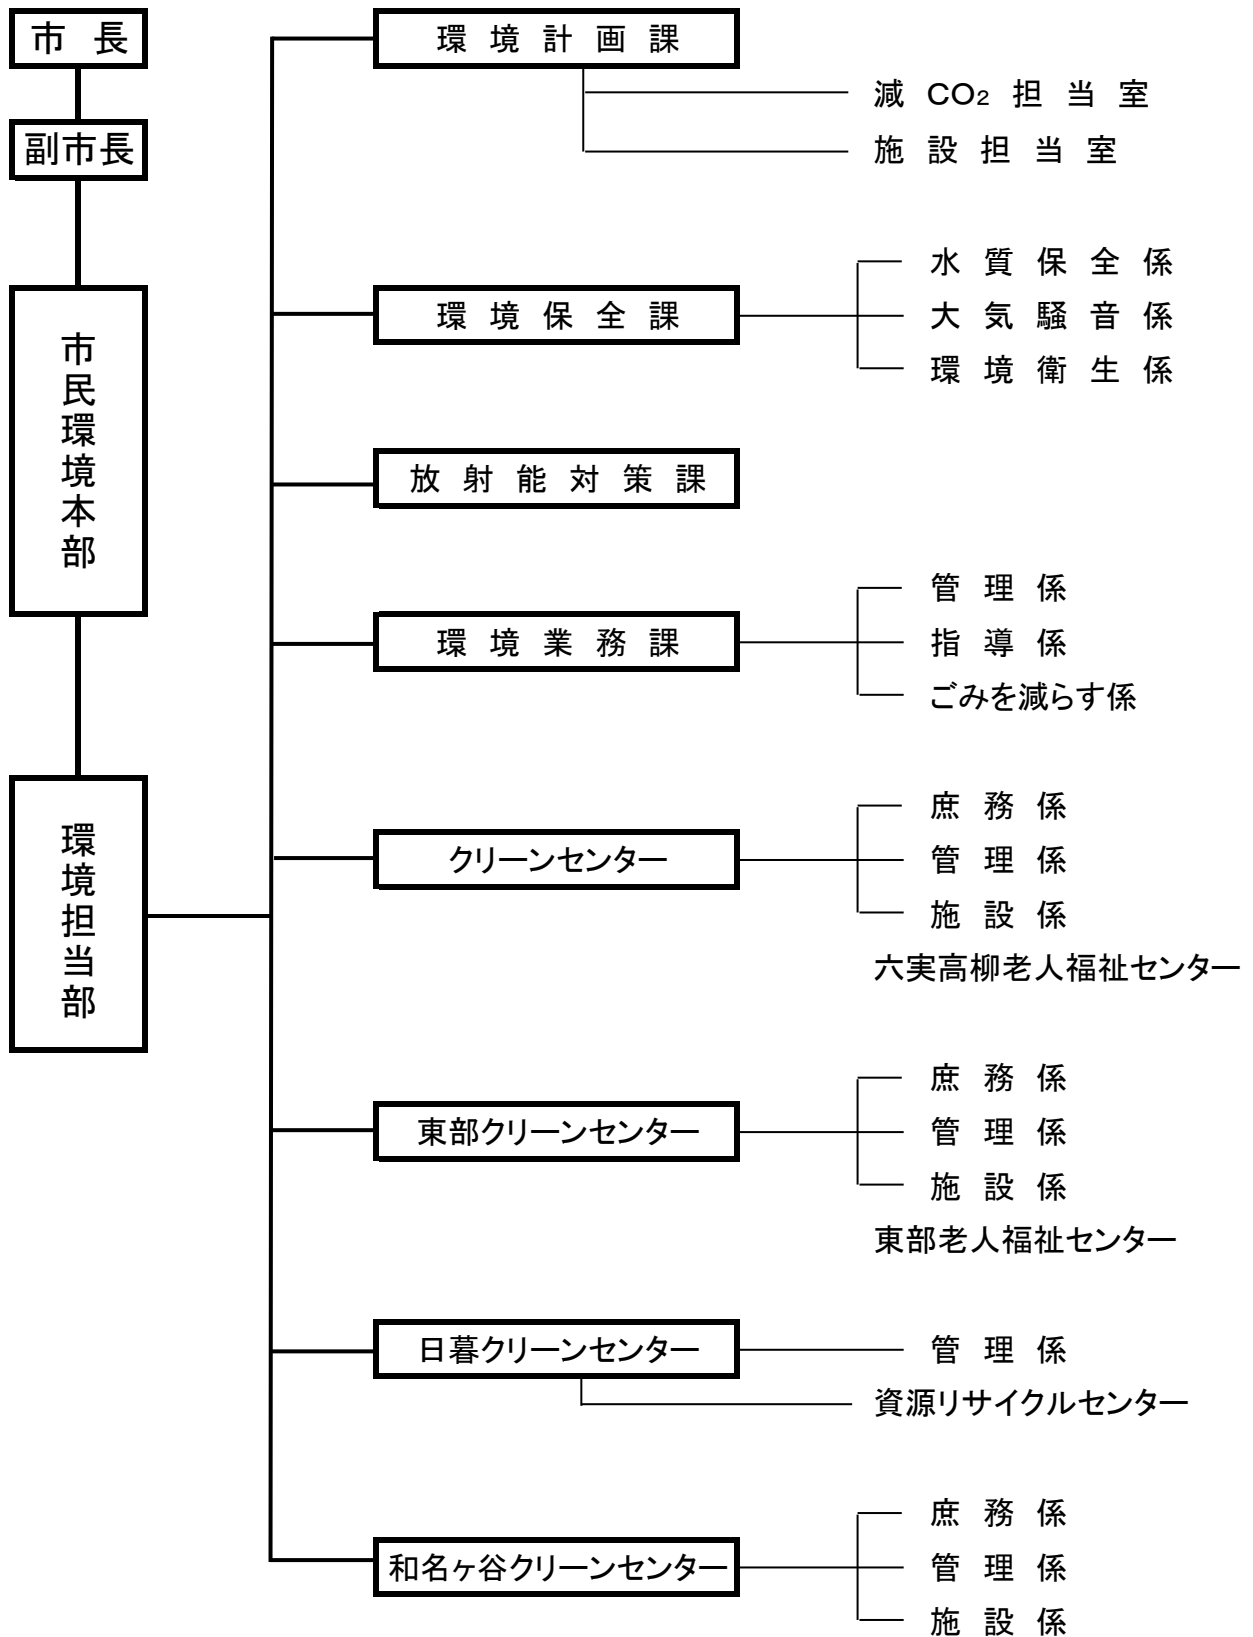 市長
副市長
市民環境本部
環境担当部
環境計画課
減CO₂担当室
施設担当室
環境保全課
水質保全係
大気騒音係
環境衛生係
放射能対策課
環境業務課
管理係
指導係
ごみを減らす係
クリーンセンター
庶務係
管理係
施設係
六実高柳老人福祉センター
東部クリーンセンター
庶務係
管理係
施設係
東部老人福祉センター
日暮クリーンセンター
管理係
資源リサイクルセンター
和名ヶ谷クリーンセンター
庶務係
管理係
施設係